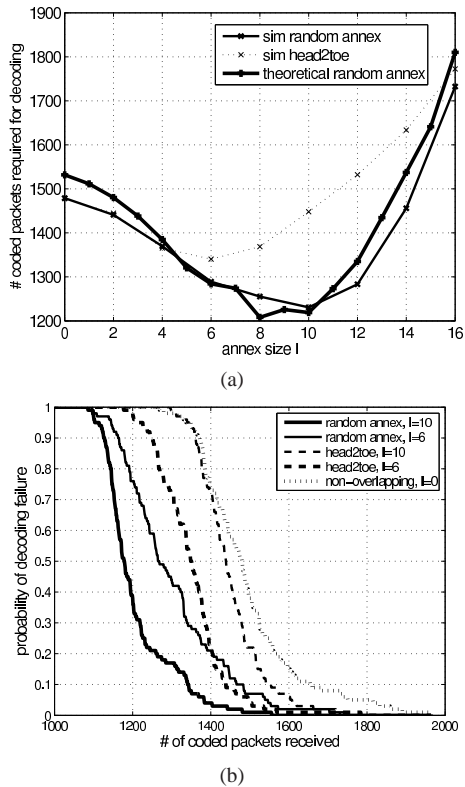 1900
1800
1700
1600
1500
1400
1300
1200
# coded packets required for decoding
sim random annex
sim head2toe
theoretical random annex
0 2 4 6 8 10 12 14 16
annex size l
(a)
1
0.9
0.8
0.7
0.6
0.5
0.4
0.3
0.2
0.1
0
probability of decoding failure
random annex, l=10
random annex, l=6
head2toe, l=10
head2toe, l=6
non-overlapping, l=0
1000 1200 1400 1600 1800 2000
# of coded packets received
(b)